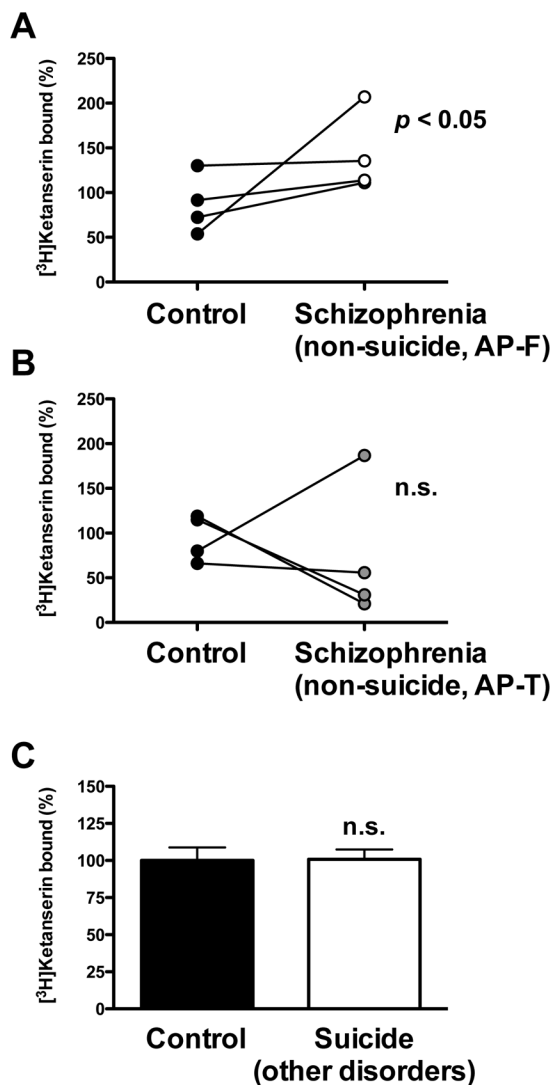 A
[³H]Ketanserin bound (%)
250
200
150
100
50
0
p < 0.05
Control
Schizophrenia
(non-suicide, AP-F)
B
[³H]Ketanserin bound (%)
250
200
150
100
50
0
n.s.
Control
Schizophrenia
(non-suicide, AP-T)
C
[³H]Ketanserin bound (%)
150
125
100
75
50
25
0
n.s.
Control
Suicide
(other disorders)